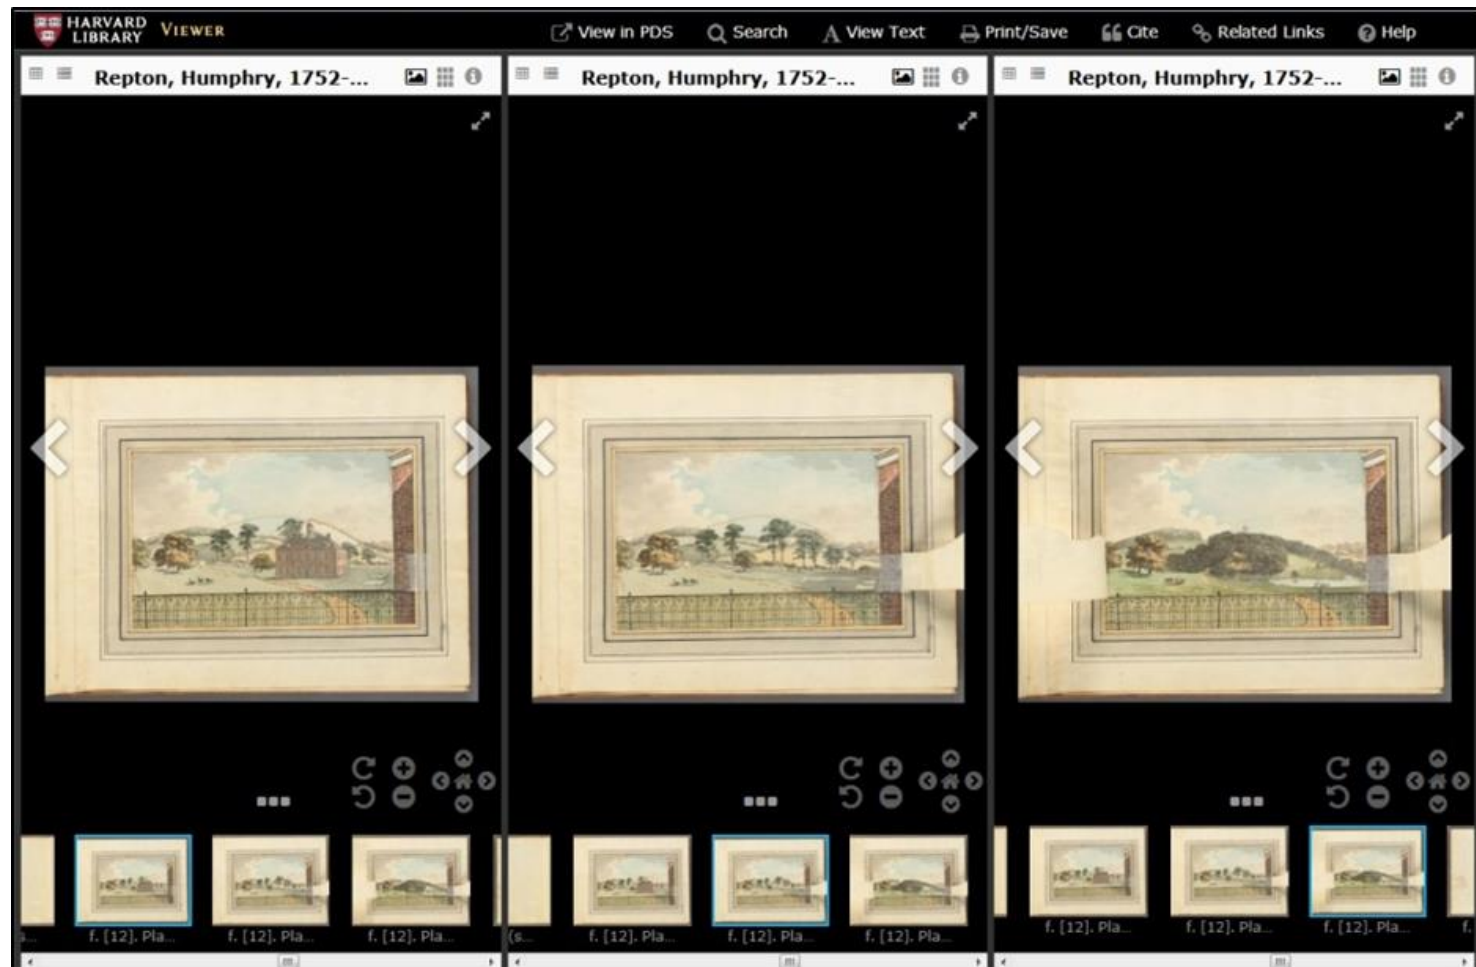 HARVARD
LIBRARY
VIEWER
View in PDS
Search
View Text
Print/Save
Cite
Related Links
Help
Repton, Humphry, 1752-...
Repton, Humphry, 1752-...
Repton, Humphry, 1752-...
s...
f. [12]. Pla...
f. [12]. Pla...
f. [12]. Pla...
(s...
f. [12]. Pla...
f. [12]. Pla...
f. [12]. Pla...
f. [12]. Pla...
f. [12]. Pla...
f. [12]. Pla...
f.